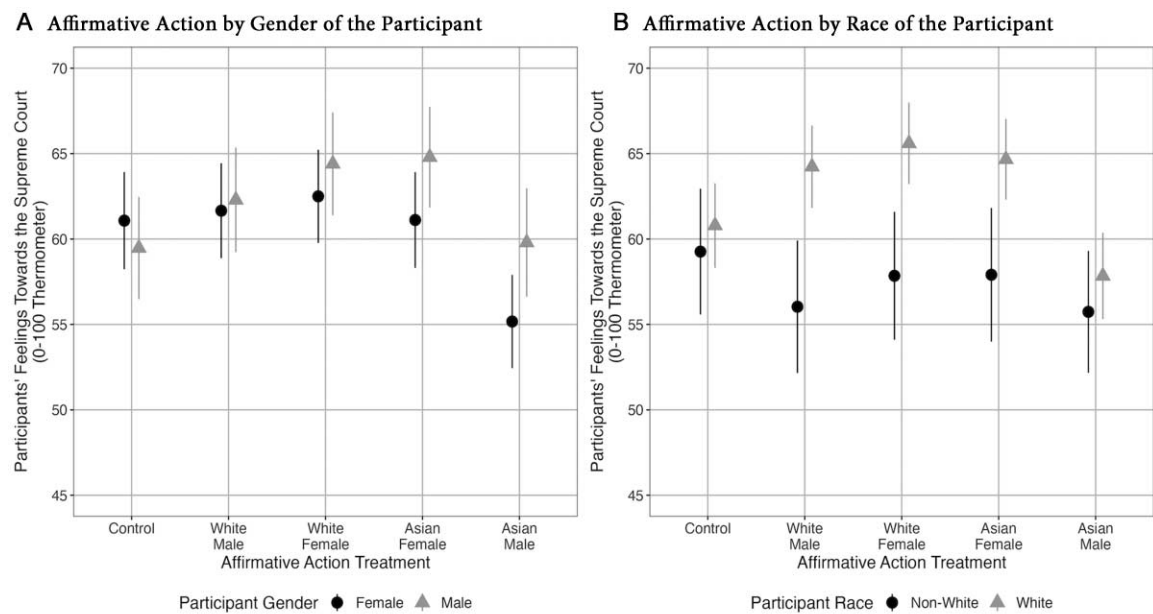 A Affirmative Action by Gender of the Participant
Participants' Feelings Towards the Supreme Court
(0-100 Thermometer)
70
65
60
55
50
45
Control
White
Male
White
Female
Asian
Female
Asian
Male
Affirmative Action Treatment
Participant Gender Female Male
B Affirmative Action by Race of the Participant
Participants' Feelings Towards the Supreme Court
(0-100 Thermometer)
70
65
60
55
50
45
Control
White
Male
White
Female
Asian
Female
Asian
Male
Affirmative Action Treatment
Participant Race Non-White White